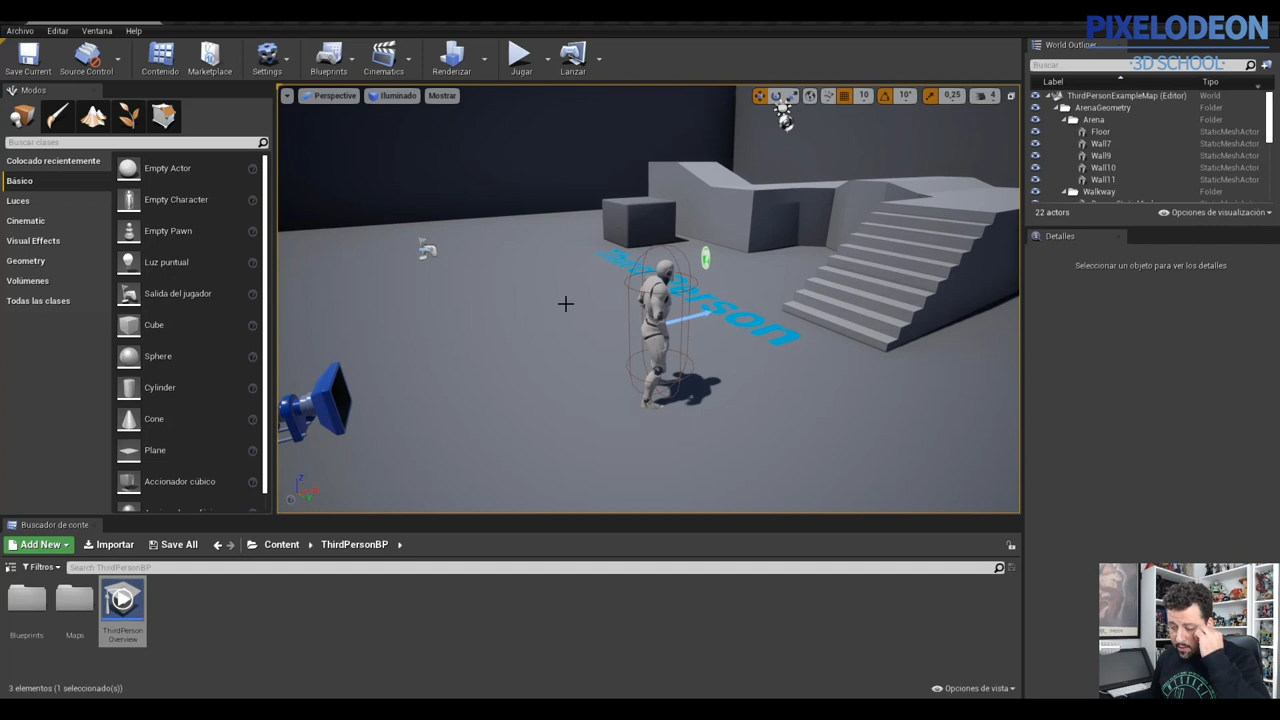 PIXELODEON
3D SCHOOL
Archivo Editar Ventana Help
Save Current Source Control Contenido Marketplace Settings Blueprints Cinematics Renderizar Jugar Lanzar
Modos
Buscar clases
Colocado recientemente
Básico
Luces
Cinematic
Visual Effects
Geometry
Volúmenes
Todas las clases
Empty Actor
Empty Character
Empty Pawn
Luz puntual
Salida del jugador
Cube
Sphere
Cylinder
Cone
Plane
Accionador cúbico
Perspective Iluminado Mostrar
10 10° 0,25 4
World Outliner
Buscar...
Label Tipo
ThirdPersonExampleMap (Editor) World
ArenaGeometry Folder
Arena Folder
Floor StaticMeshActor
Wall7 StaticMeshActor
Wall9 StaticMeshActor
Wall10 StaticMeshActor
Wall11 StaticMeshActor
Walkway Folder
22 actors Opciones de visualización
Detalles
Seleccionar un objeto para ver los detalles
Buscador de conte
Add New Importar Save All Content ThirdPersonBP
Filtros Search ThirdPersonBP
Blueprints
Maps
ThirdPerson
Overview
3 elementos (1 seleccionado(s)) Opciones de vista